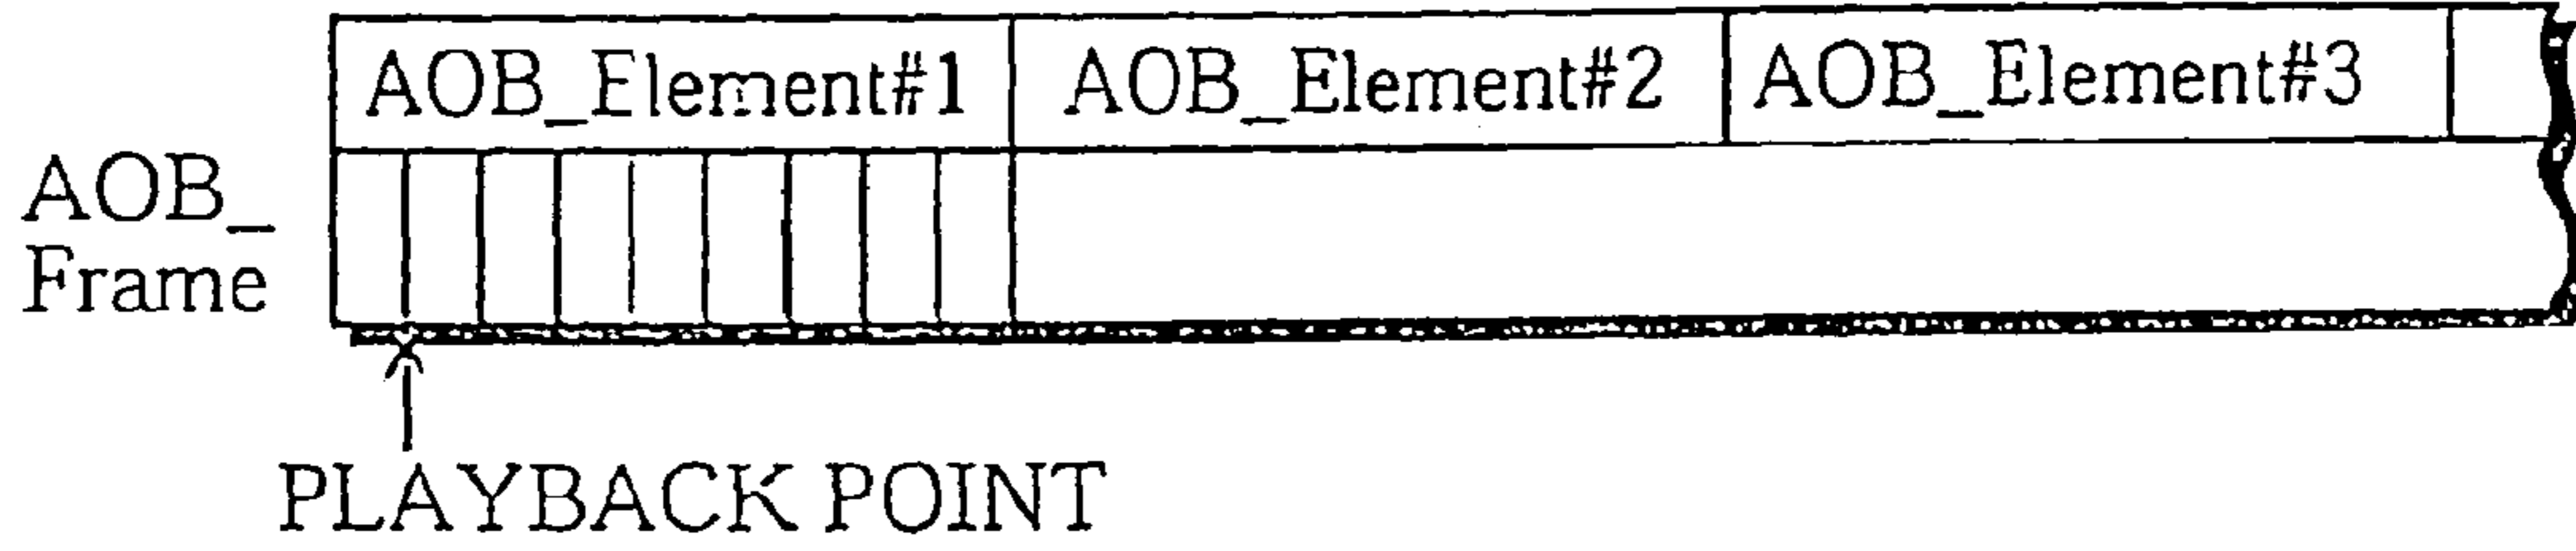 AOB_Element#1 AOB_Element#2 AOB_Element#3
AOB_
Frame
PLAYBACK POINT